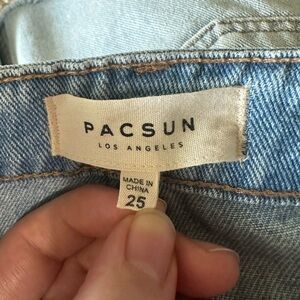 PACSUN
LOS ANGELES
MADE IN
CHINA
25